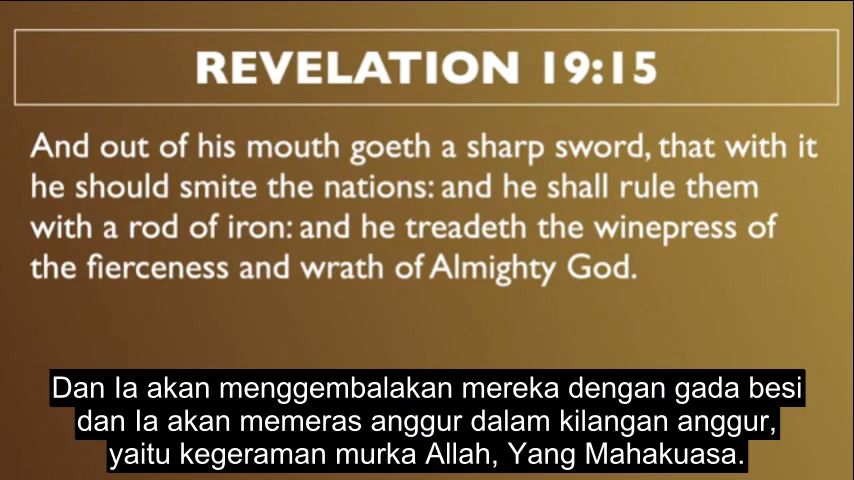 REVELATION 19:15
And out of his mouth goeth a sharp sword, that with it
he should smite the nations: and he shall rule them
with a rod of iron: and he treadeth the winepress of
the fierceness and wrath of Almighty God.
Dan Ia akan menggembalakan mereka dengan gada besi
dan Ia akan memeras anggur dalam kilangan anggur,
yaitu kegeraman murka Allah, Yang Mahakuasa.